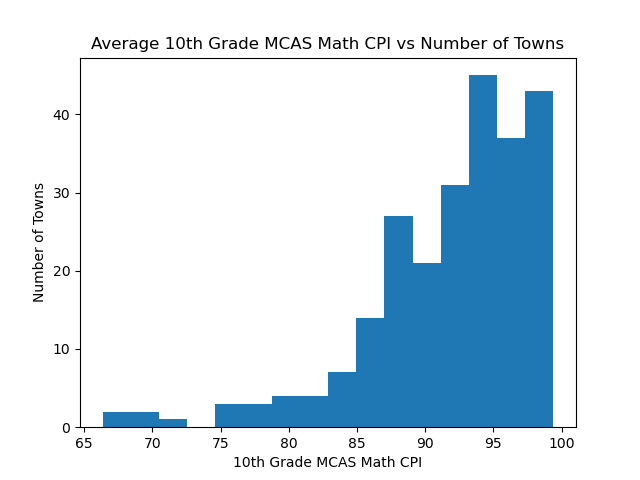 Average 10th Grade MCAS Math CPI vs Number of Towns
40
30
20
10
0
Number of Towns
65 70 75 80 85 90 95 100
10th Grade MCAS Math CPI